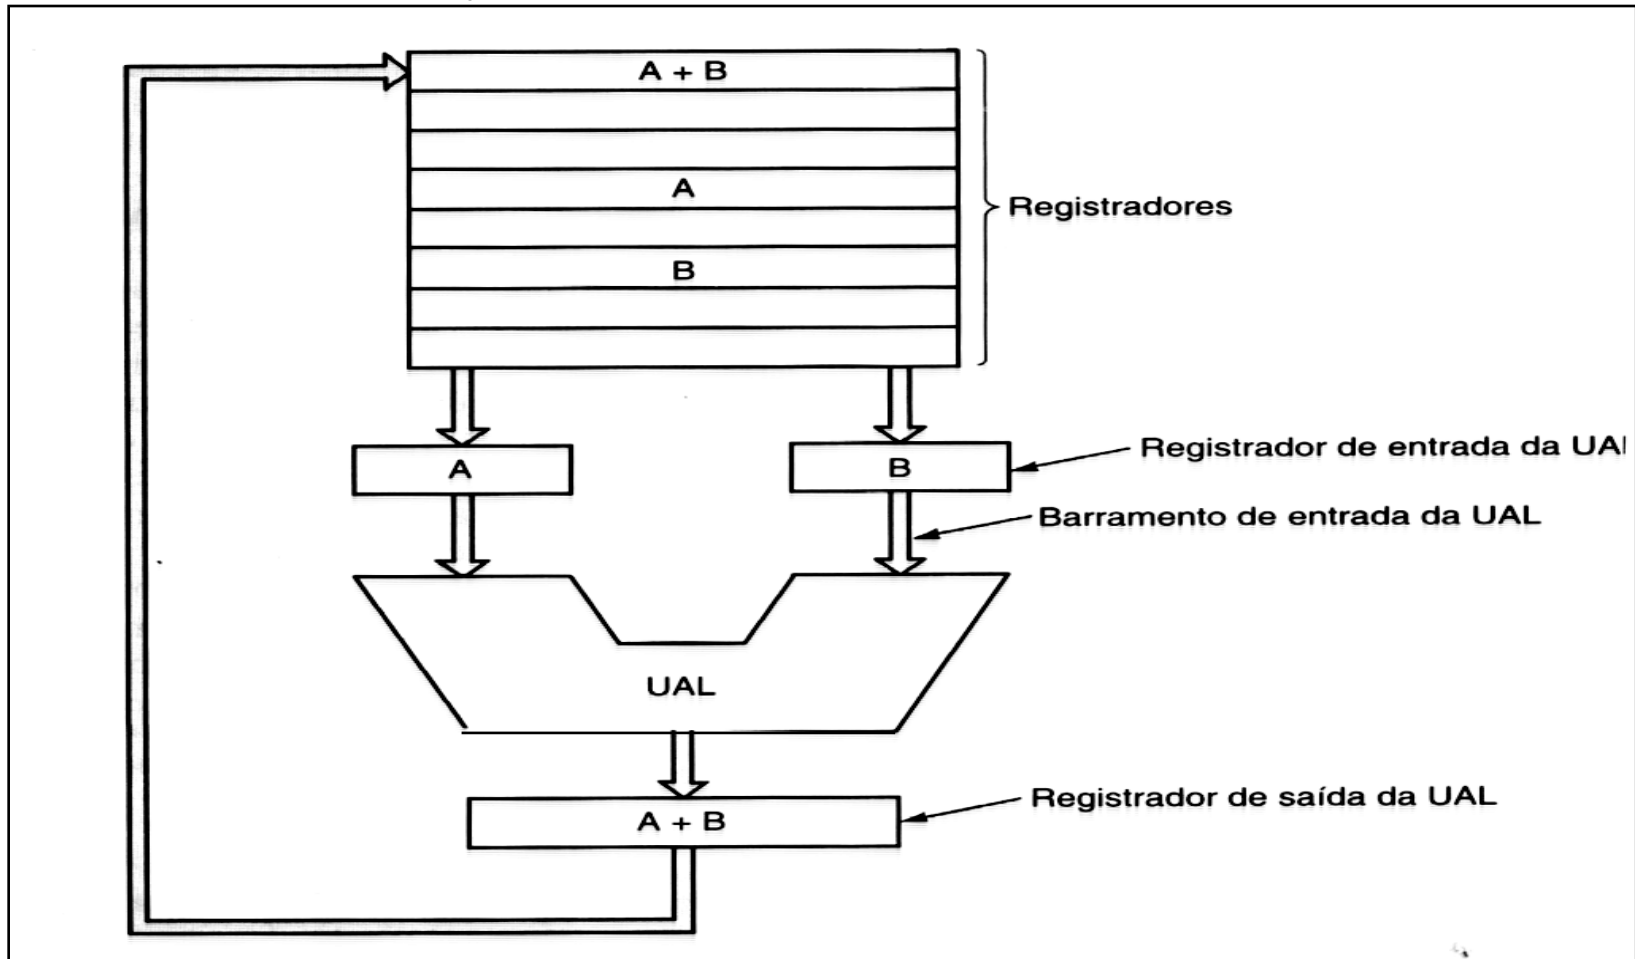 A + B
A
Registradores
B
A
B
Registrador de entrada da UAL
Barramento de entrada da UAL
UAL
Registrador de saída da UAL
A + B